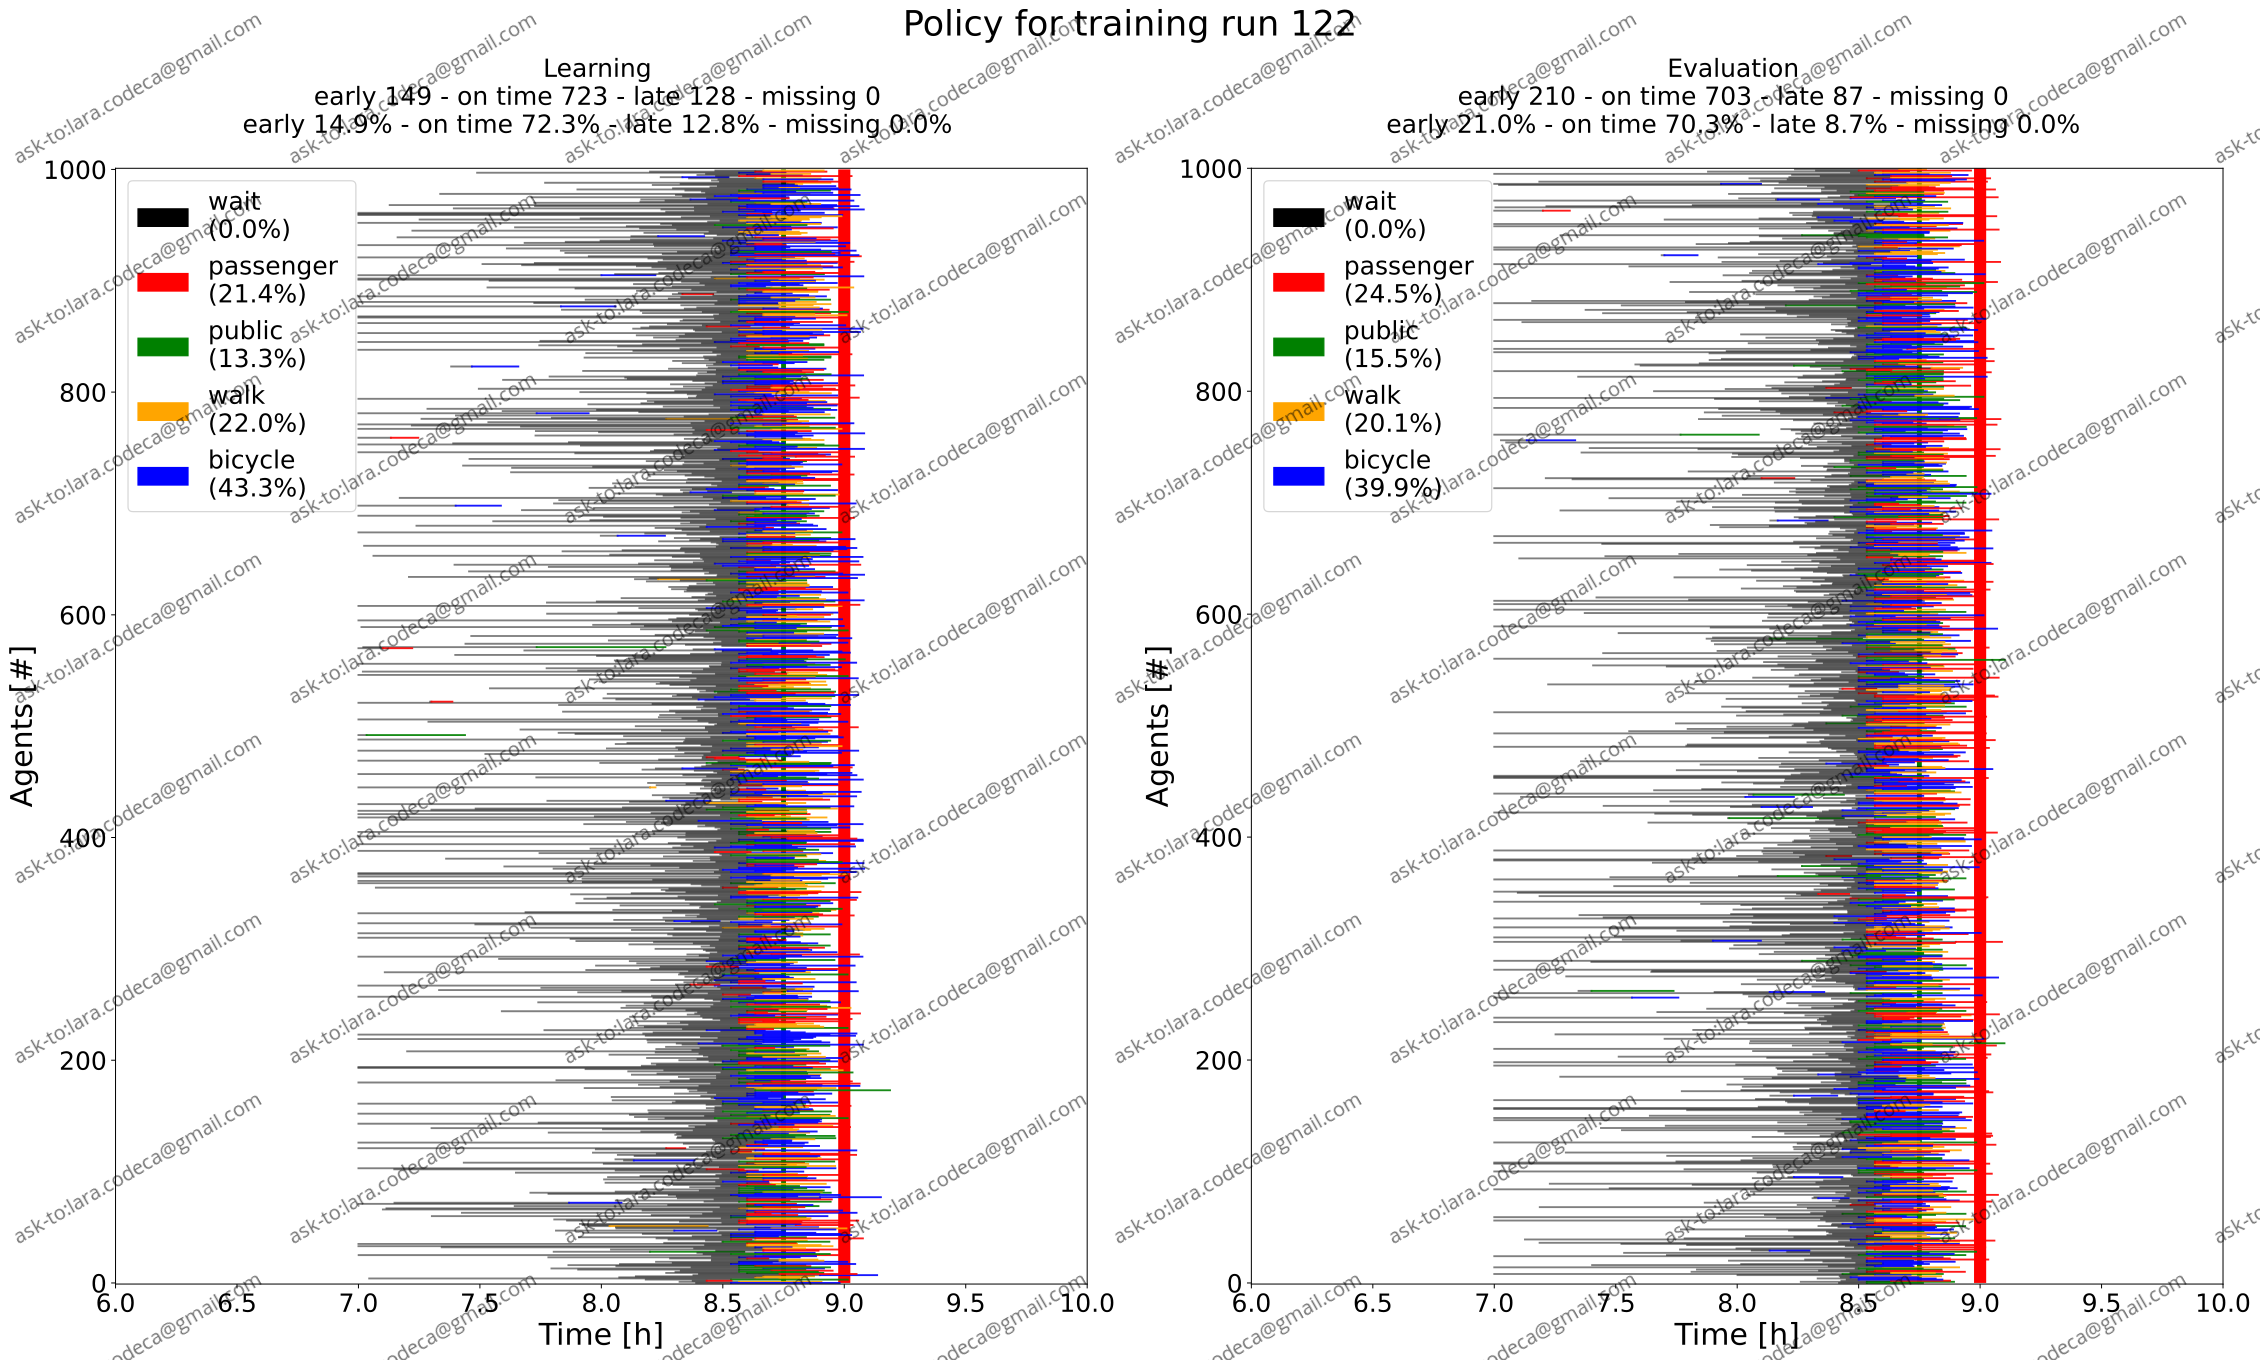 Policy for training run 122
Learning
early 149 - on time 723 - late 128 - missing 0
early 14.9% - on time 72.3% - late 12.8% - missing 0.0%
Evaluation
early 210 - on time 703 - late 87 - missing 0
early 21.0% - on time 70.3% - late 8.7% - missing 0.0%
1000
800
600
400
200
0
Agents [#]
wait
(0.0%)
passenger
(21.4%)
public
(13.3%)
walk
(22.0%)
bicycle
(43.3%)
6.0 6.5 7.0 7.5 8.0 8.5 9.0 9.5 10.0
Time [h]
1000
800
600
400
200
0
Agents [#]
wait
(0.0%)
passenger
(24.5%)
public
(15.5%)
walk
(20.1%)
bicycle
(39.9%)
6.0 6.5 7.0 7.5 8.0 8.5 9.0 9.5 10.0
Time [h]
ask-to:lara.codeca@gmail.com